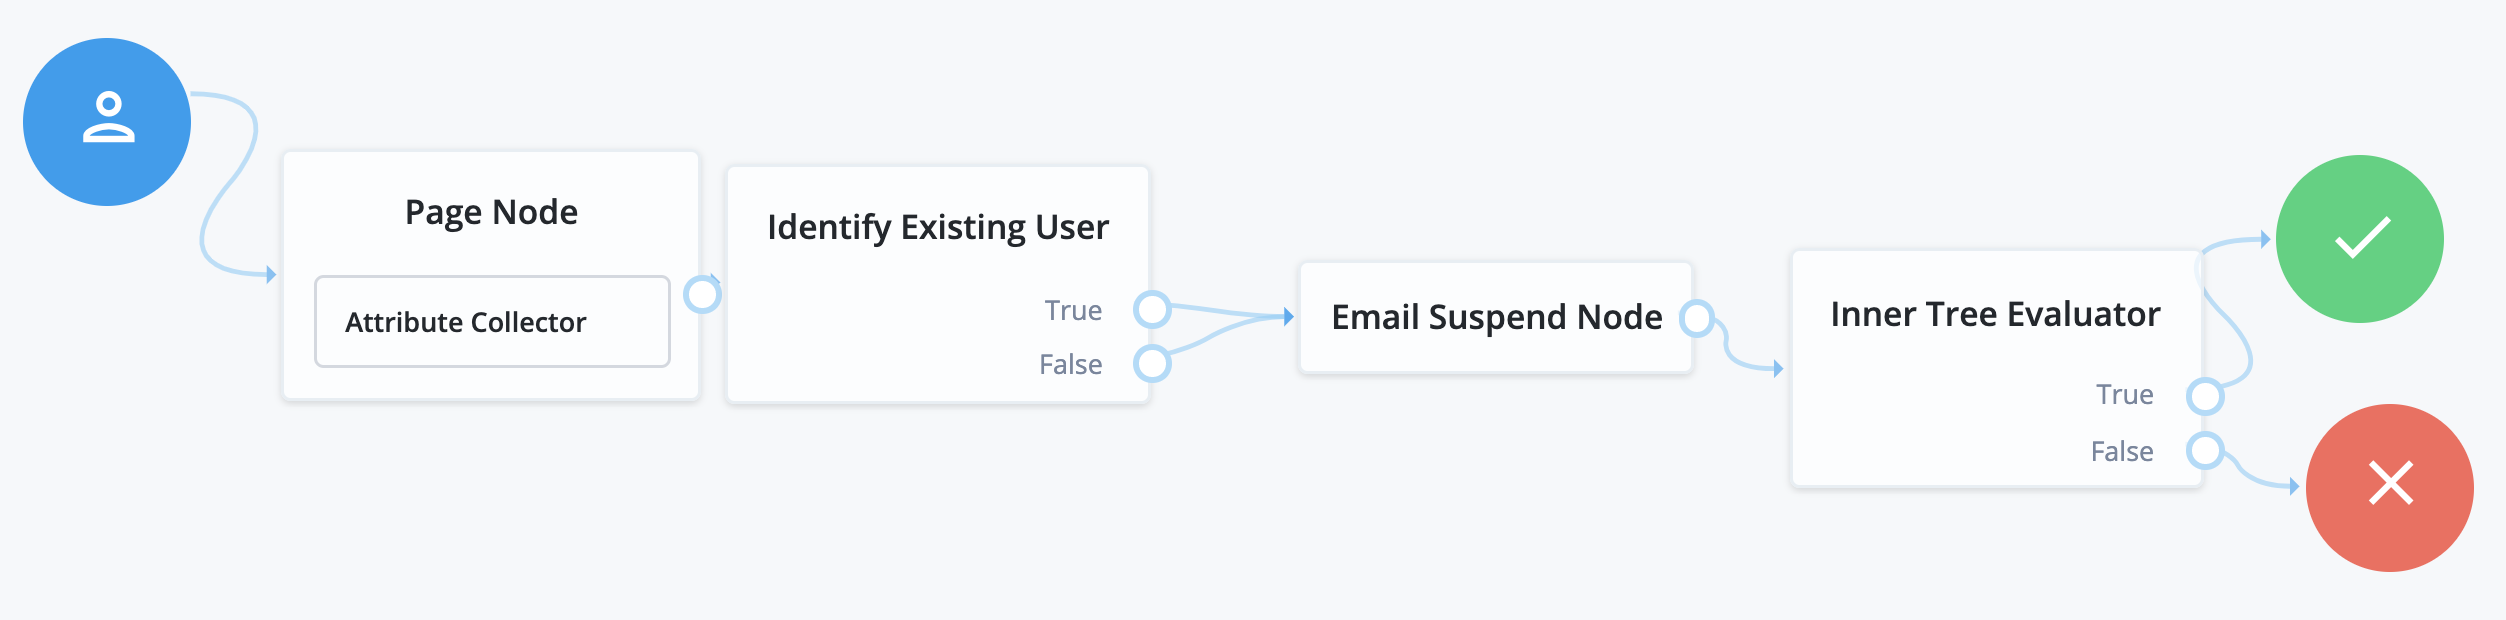 Page Node
Attribute Collector
Identify Existing User
True
False
Email Suspend Node
Inner Tree Evaluator
True
False